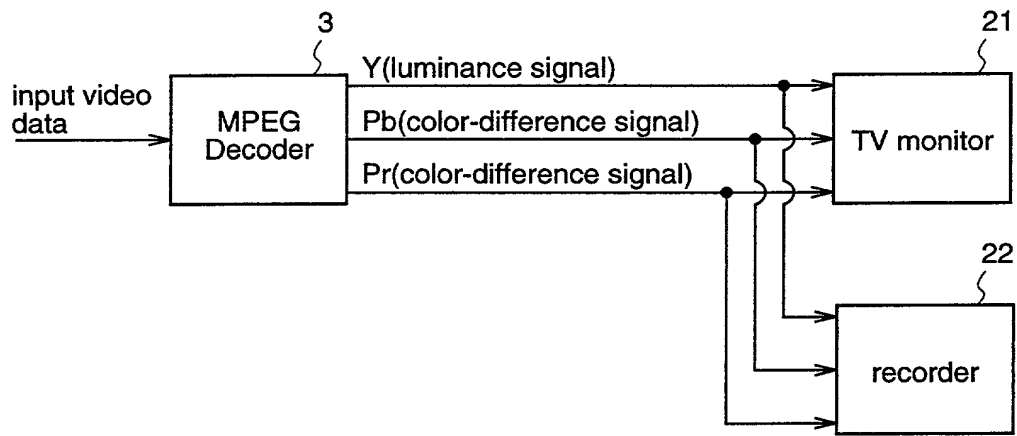 3
21
input video
data
MPEG
Decoder
Y(luminance signal)
Pb(color-difference signal)
Pr(color-difference signal)
TV monitor
22
recorder